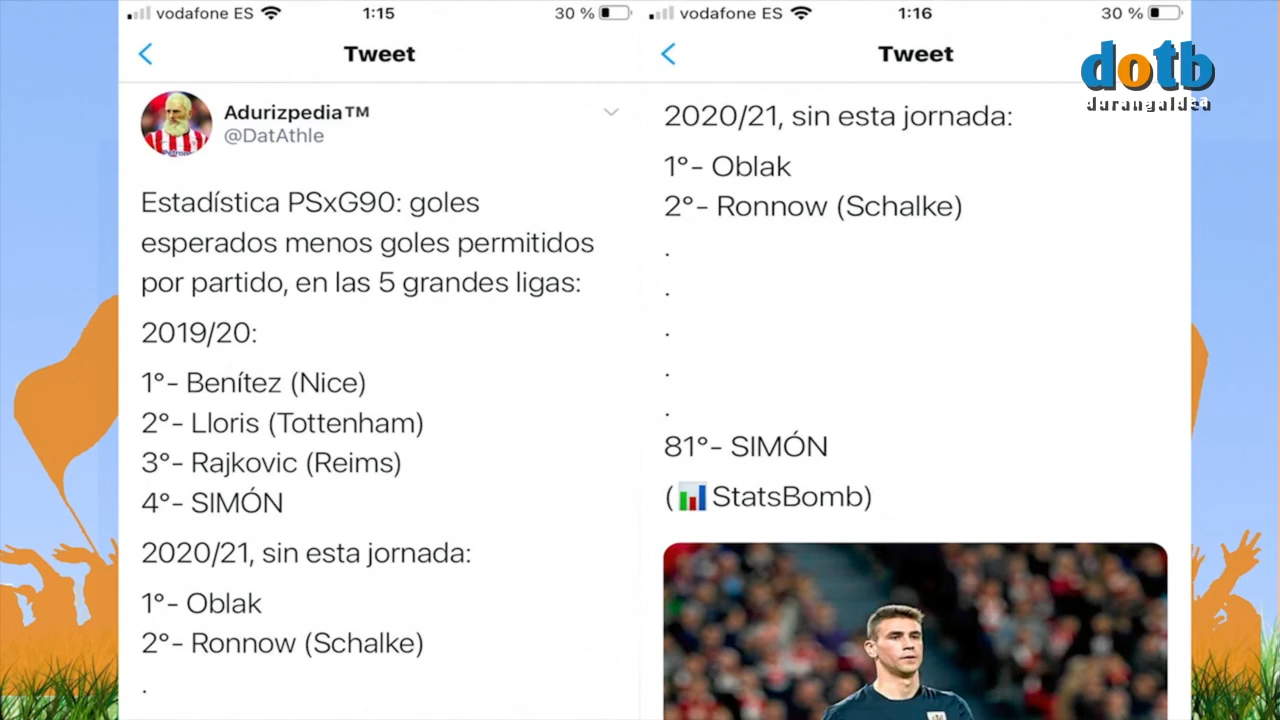 vodafone ES 1:15 30 %
Tweet
Adurizpedia™
@DatAthle
Estadística PSxG90: goles
esperados menos goles permitidos
por partido, en las 5 grandes ligas:
2019/20:
1°- Benítez (Nice)
2°- Lloris (Tottenham)
3°- Rajkovic (Reims)
4°- SIMÓN
2020/21, sin esta jornada:
1°- Oblak
2°- Ronnow (Schalke)
.
vodafone ES 1:16 30 %
Tweet
dotb
durangaldea
2020/21, sin esta jornada:
1°- Oblak
2°- Ronnow (Schalke)
.
.
.
.
.
81°- SIMÓN
(📊StatsBomb)